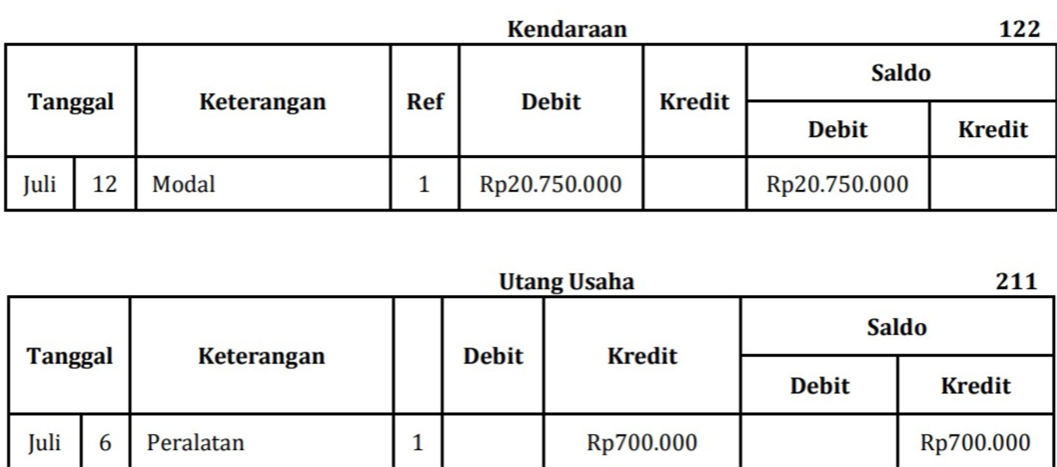 Kendaraan 122
Tanggal Keterangan Ref Debit Kredit Saldo
Debit Kredit
Juli 12 Modal 1 Rp20.750.000 Rp20.750.000
Utang Usaha 211
Tanggal Keterangan Debit Kredit Saldo
Debit Kredit
Juli 6 Peralatan 1 Rp700.000 Rp700.000